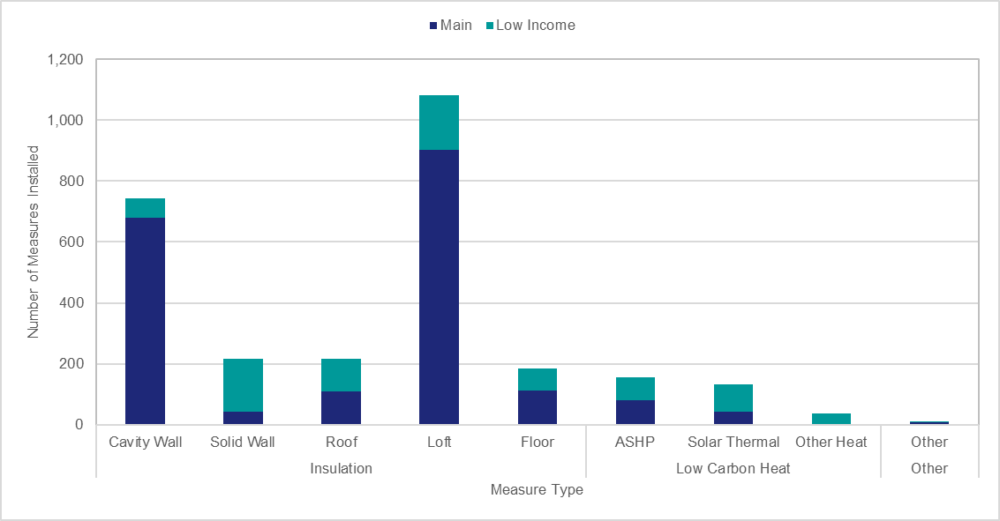 Main Low Income
1,200
1,000
800
600
400
200
0
Number of Measures Installed
Cavity Wall Solid Wall Roof Loft Floor ASHP Solar Thermal Other Heat Other
Insulation Low Carbon Heat Other
Measure Type